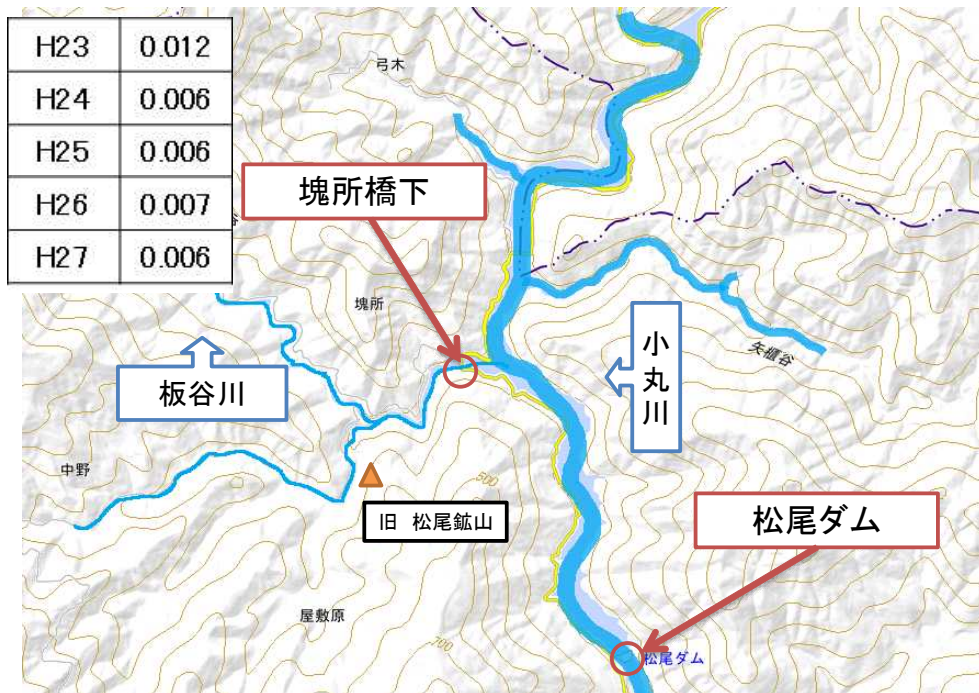 H23 0.012
H24 0.006
H25 0.006
H26 0.007
H27 0.006
弓木
塊所橋下
塊所
小丸川
矢櫃谷
板谷川
中野
500
旧 松尾鉱山
松尾ダム
屋敷原
700
松尾ダム